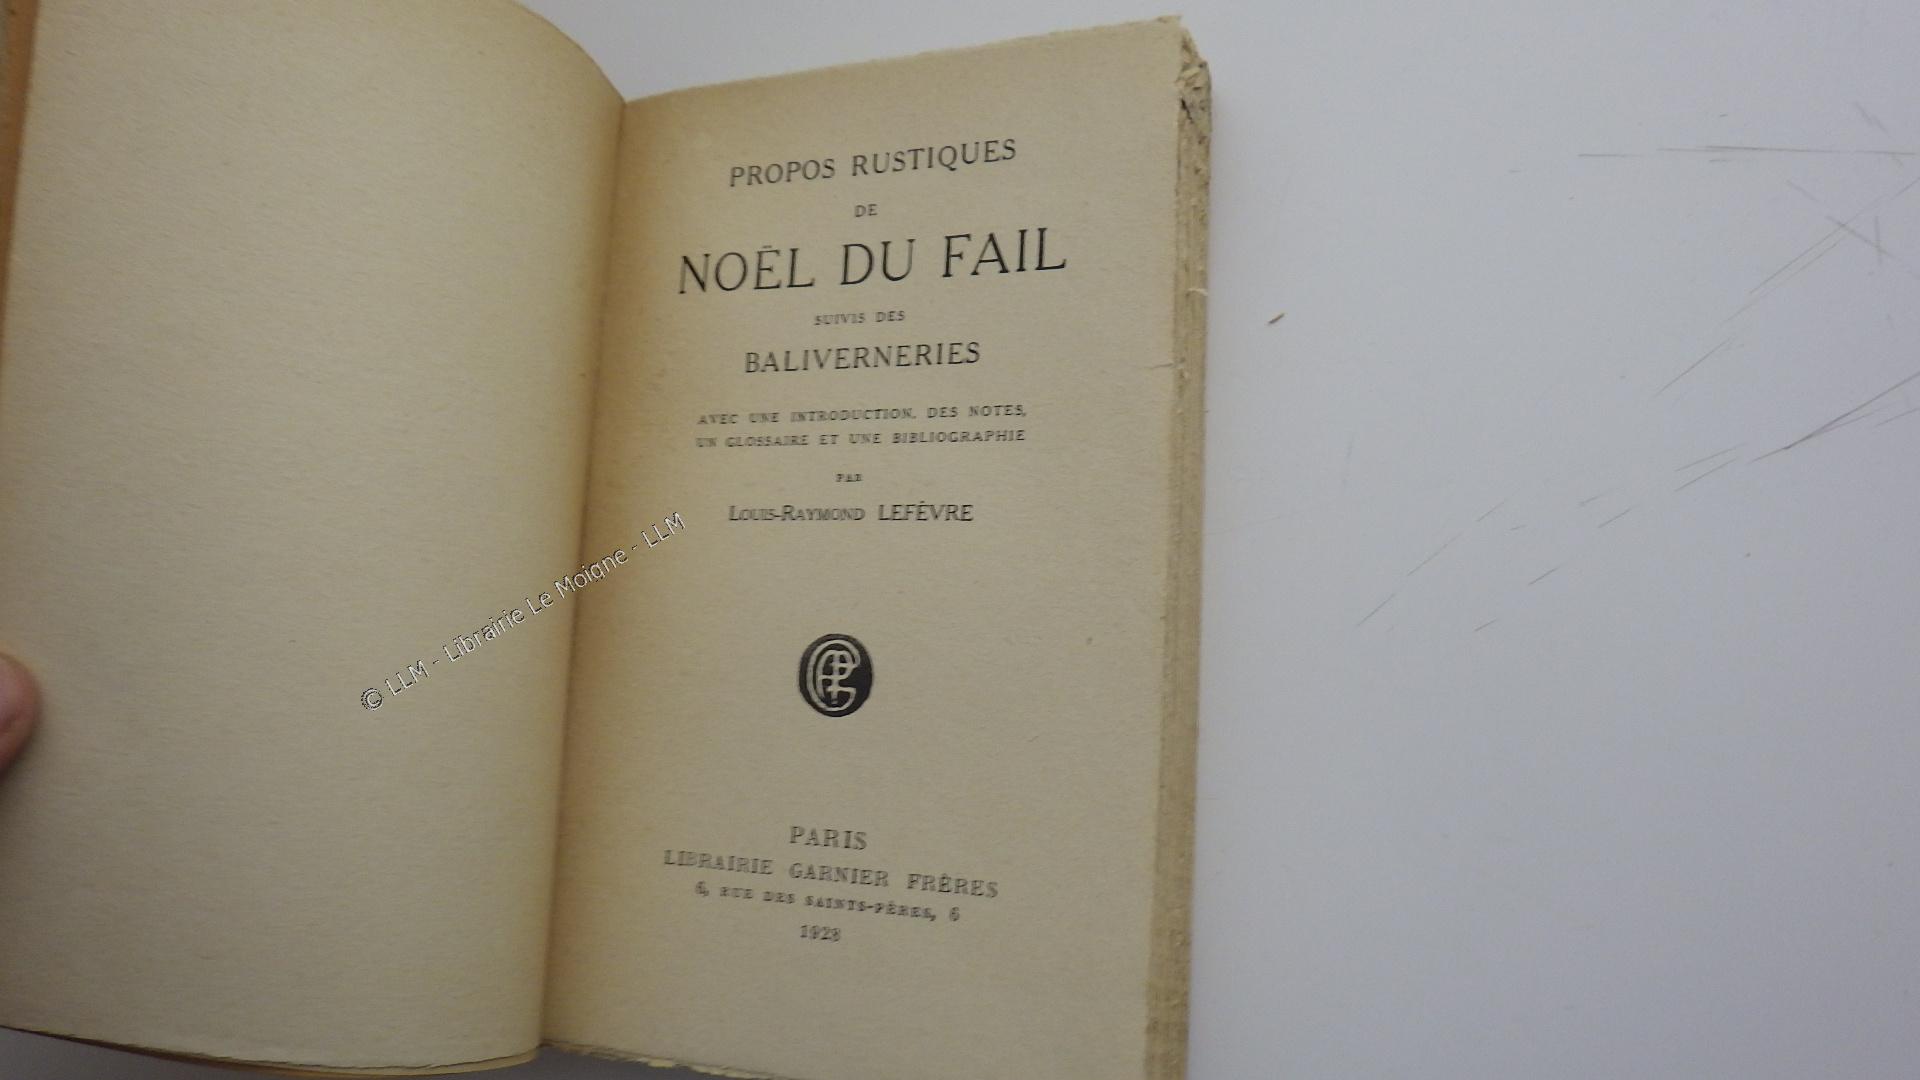 PROPOS RUSTIQUES
DE
NOËL DU FAIL
SUIVIS DES
BALIVERNERIES
AVEC UNE INTRODUCTION, DES NOTES,
UN GLOSSAIRE ET UNE BIBLIOGRAPHIE
PAR
LOUIS-RAYMOND LEFÈVRE
© LLM - Librairie Le Moigne - LLM
PARIS
LIBRAIRIE GARNIER FRÈRES
6, RUE DES SAINTS-PÈRES, 6
1928